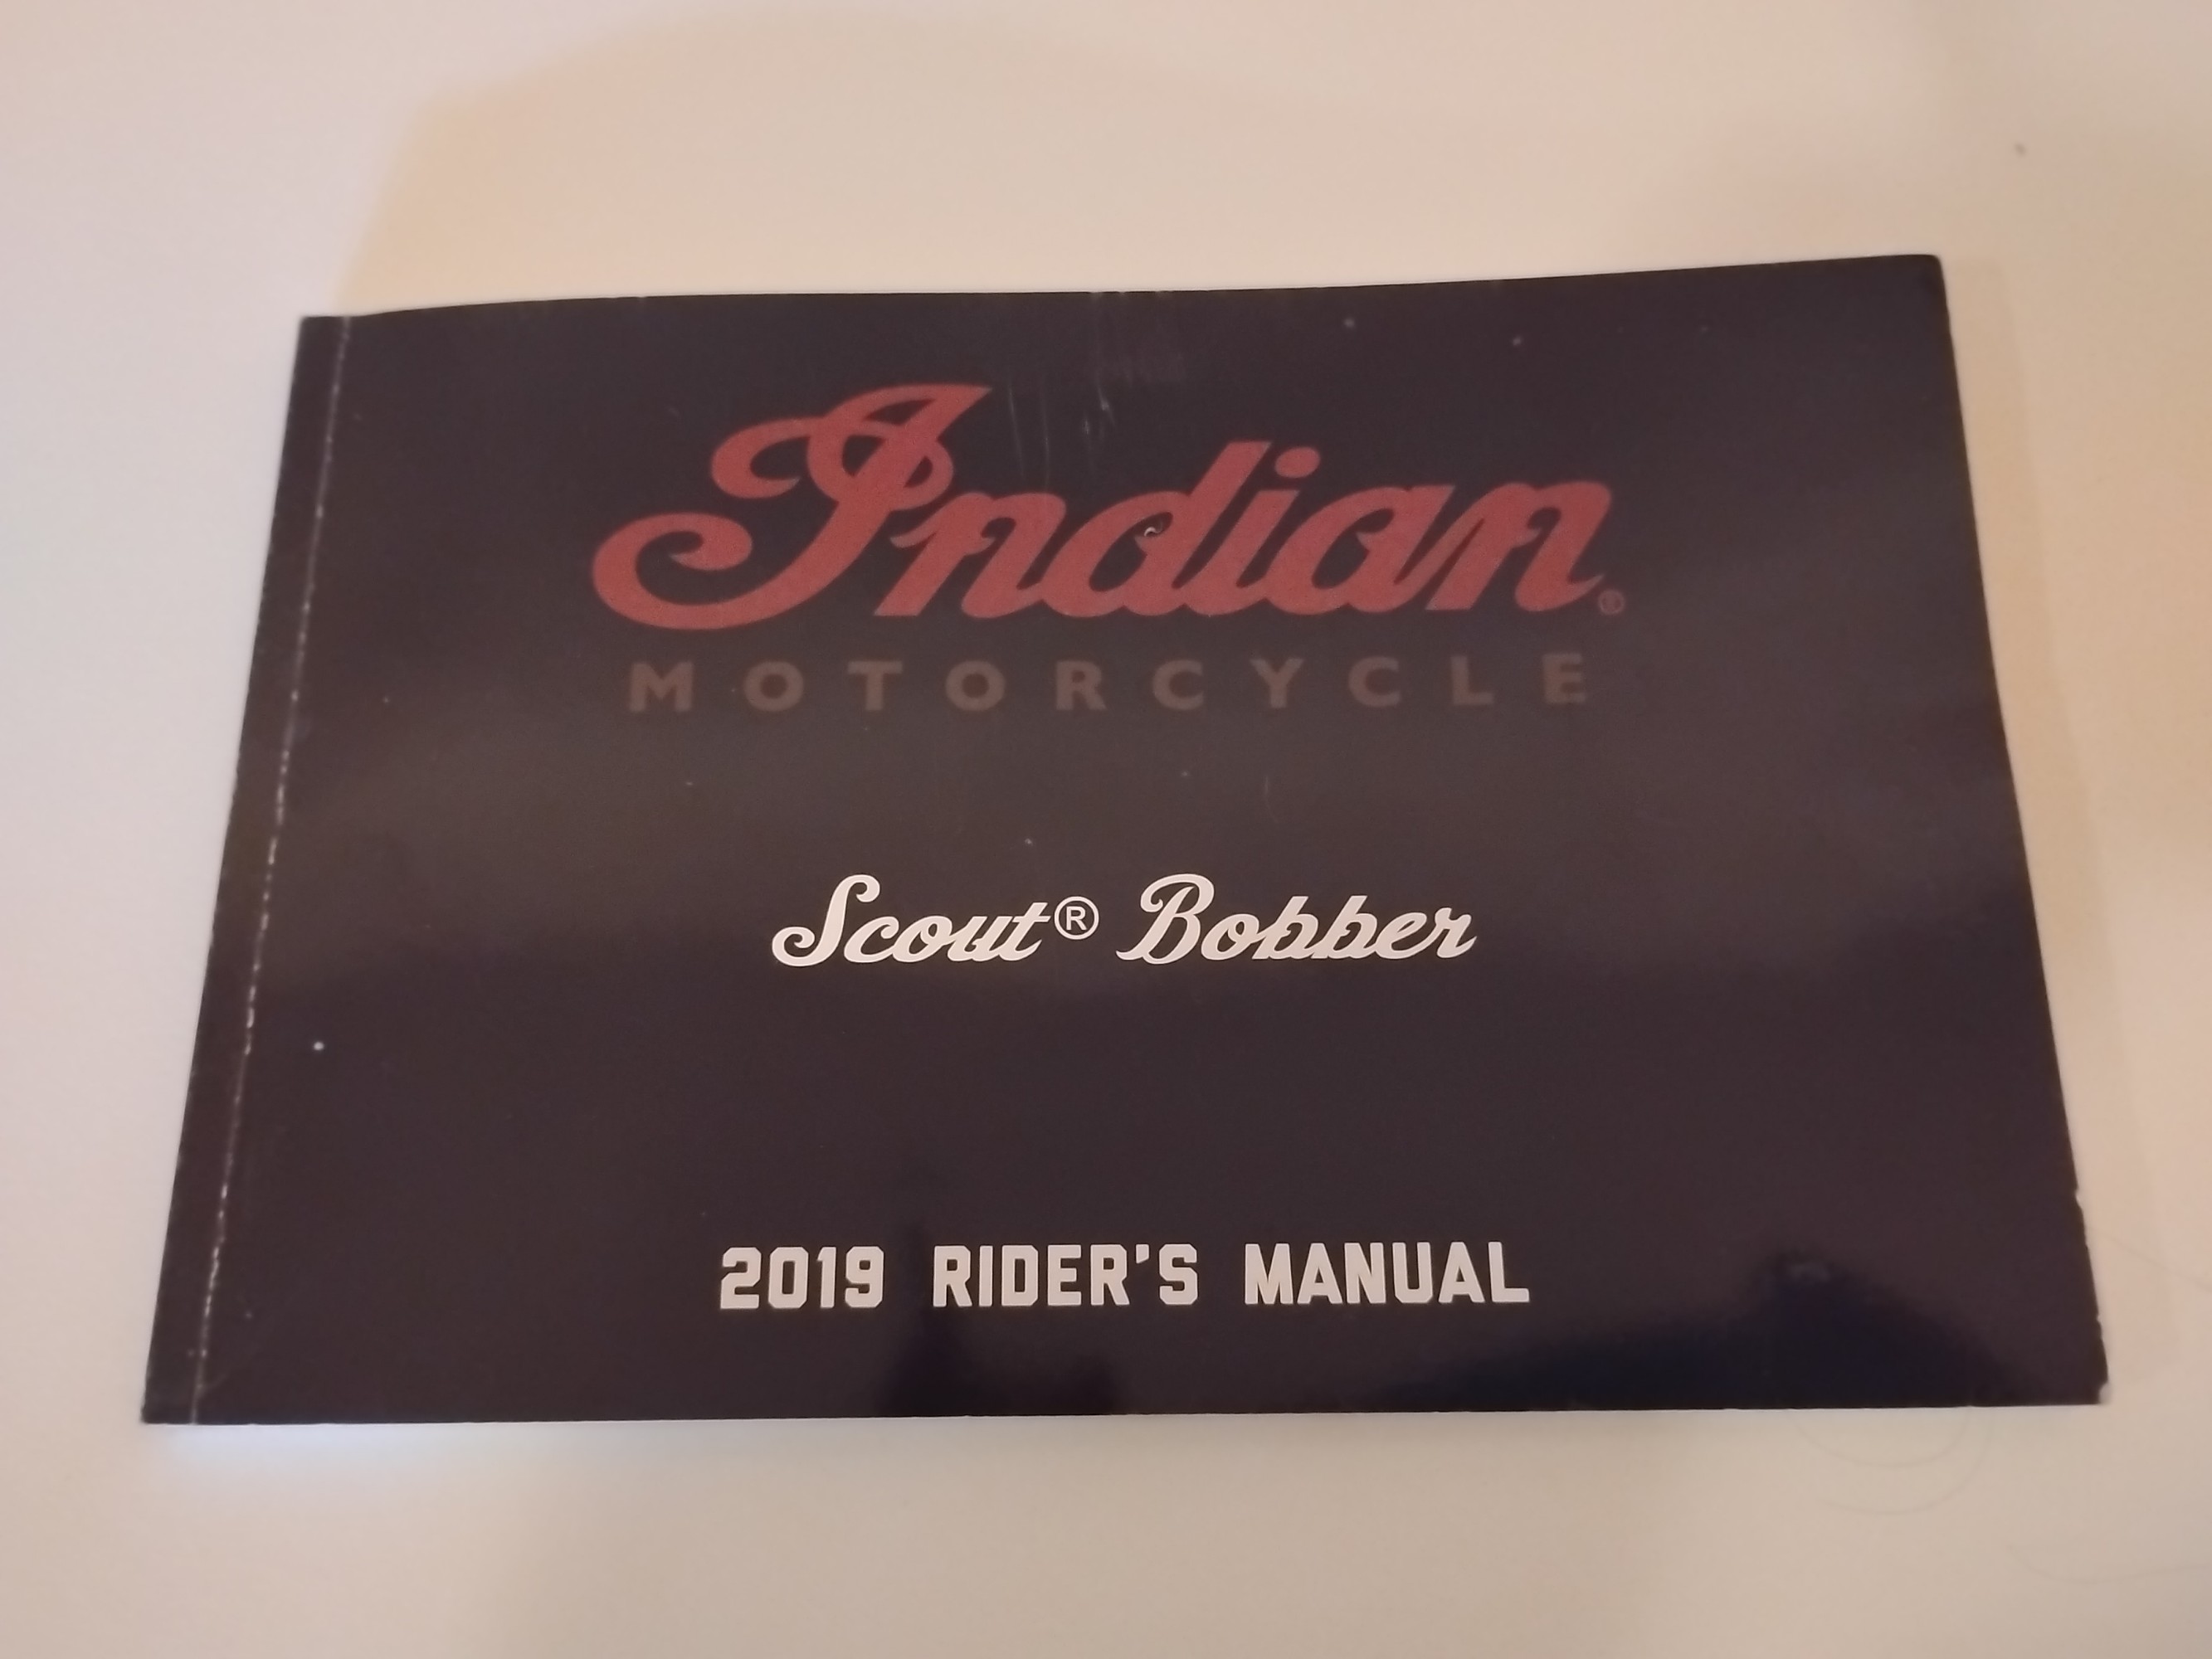 Indian®
MOTORCYCLE
Scout® Bobber
2019 RIDER'S MANUAL